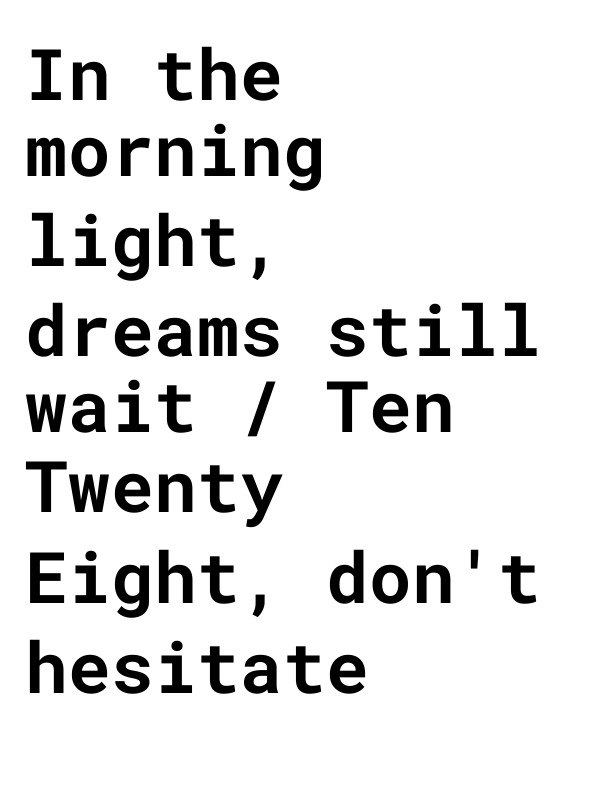 In the
morning
light,
dreams still
wait / Ten
Twenty
Eight, don't
hesitate